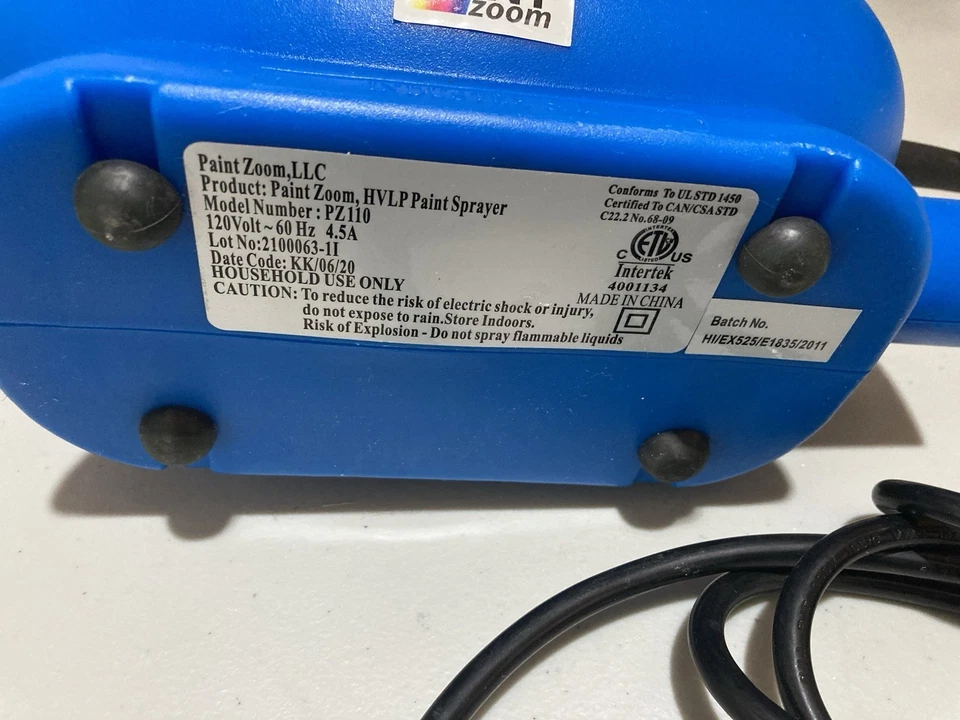 zoom
Paint Zoom,LLC
Product: Paint Zoom, HVLP Paint Sprayer
Model Number : PZ110
120Volt ~ 60 Hz 4.5A
Lot No:2100063-1I
Date Code: KK/06/20
HOUSEHOLD USE ONLY
CAUTION: To reduce the risk of electric shock or injury,
do not expose to rain.Store Indoors.
Risk of Explosion - Do not spray flammable liquids
Conforms To UL STD 1450
Certified To CAN/CSA STD
C22.2 No.68-09
INTERTEK
C ETL US
LISTED
Intertek
4001134
MADE IN CHINA
Batch No.
HI/EX525/E1835/2011